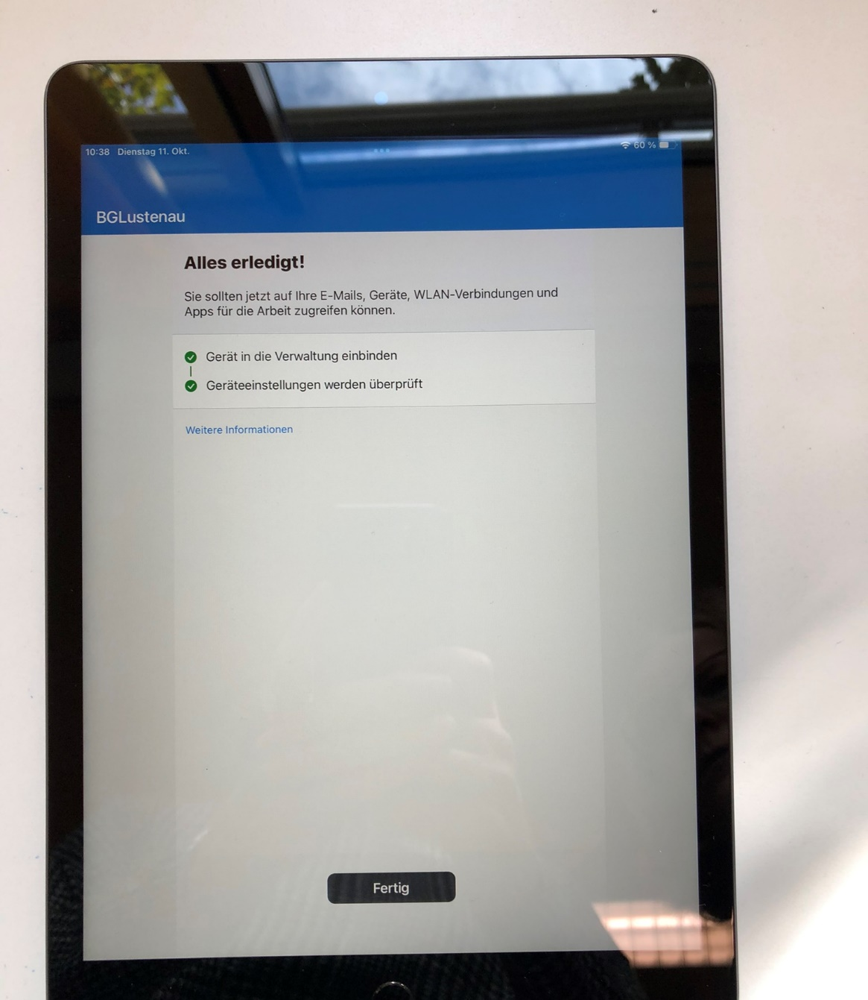 10:38 Dienstag 11. Okt.
60 %
BGLustenau
Alles erledigt!
Sie sollten jetzt auf Ihre E-Mails, Geräte, WLAN-Verbindungen und
Apps für die Arbeit zugreifen können.
Gerät in die Verwaltung einbinden
Geräteeinstellungen werden überprüft
Weitere Informationen
Fertig